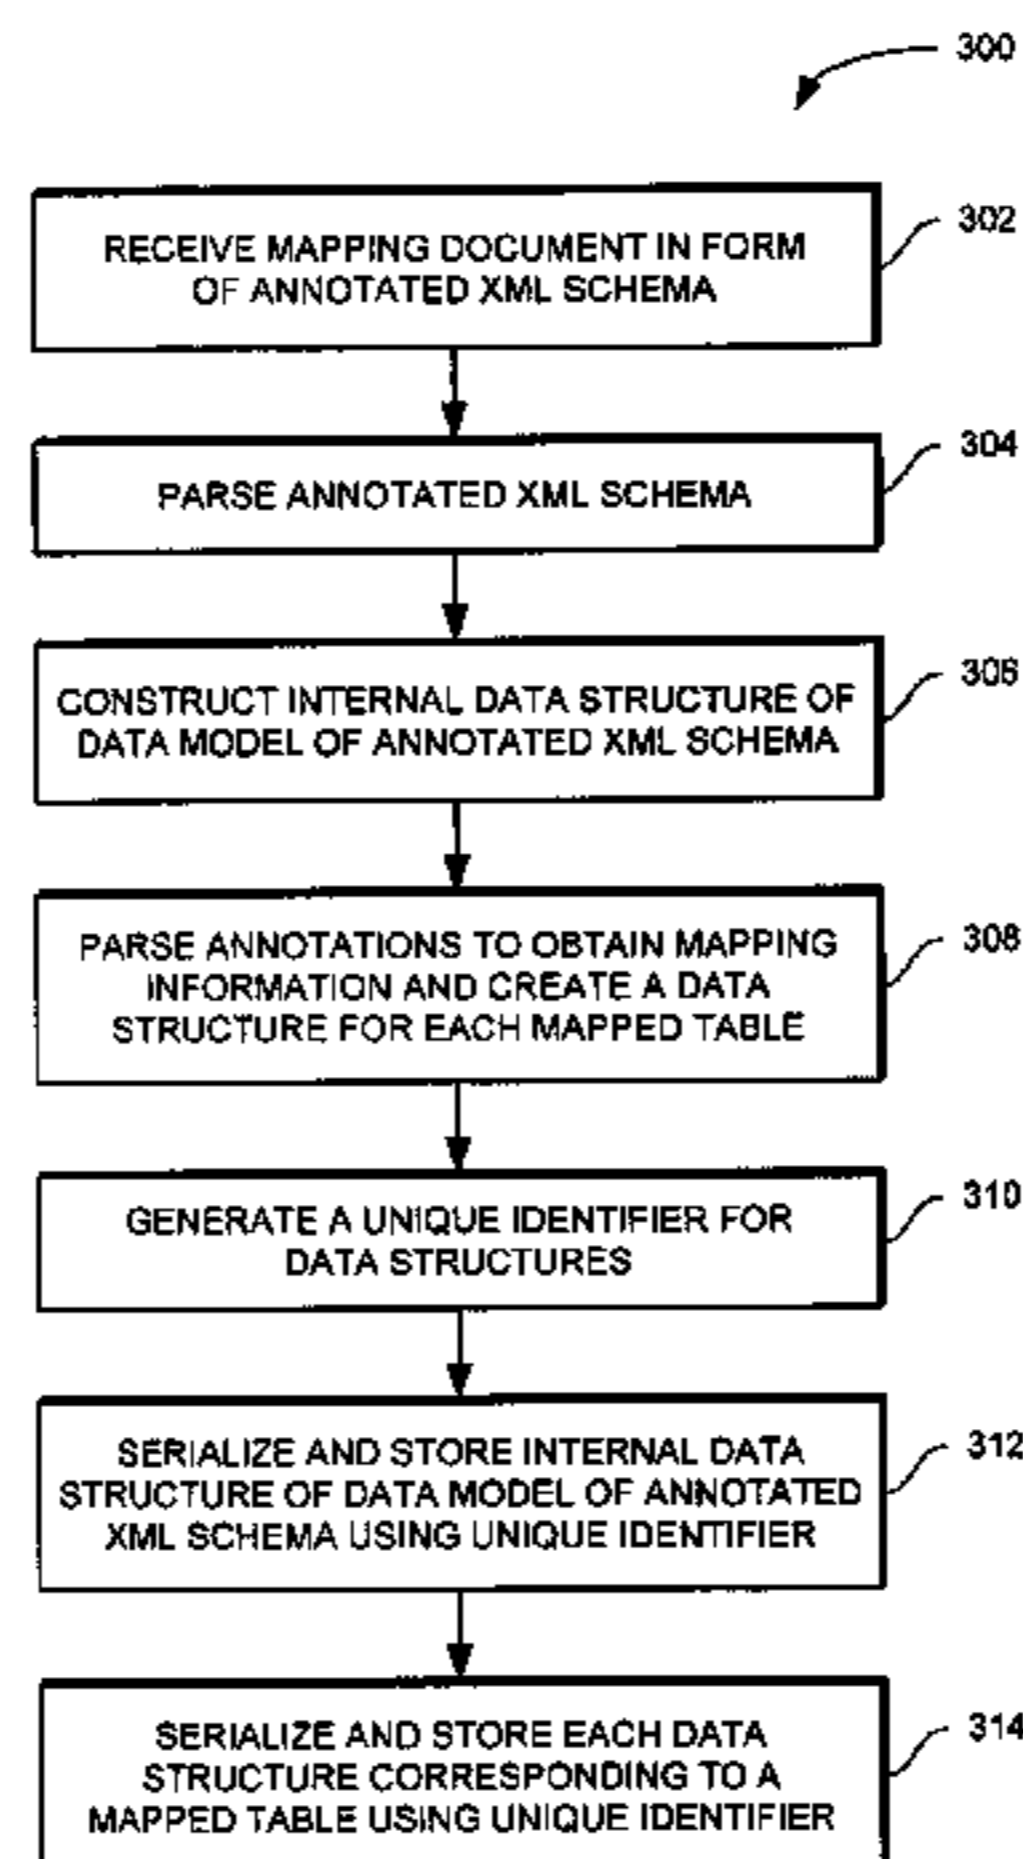 300
302
RECEIVE MAPPING DOCUMENT IN FORM
OF ANNOTATED XML SCHEMA
304
PARSE ANNOTATED XML SCHEMA
306
CONSTRUCT INTERNAL DATA STRUCTURE OF
DATA MODEL OF ANNOTATED XML SCHEMA
308
PARSE ANNOTATIONS TO OBTAIN MAPPING
INFORMATION AND CREATE A DATA
STRUCTURE FOR EACH MAPPED TABLE
310
GENERATE A UNIQUE IDENTIFIER FOR
DATA STRUCTURES
312
SERIALIZE AND STORE INTERNAL DATA
STRUCTURE OF DATA MODEL OF ANNOTATED
XML SCHEMA USING UNIQUE IDENTIFIER
314
SERIALIZE AND STORE EACH DATA
STRUCTURE CORRESPONDING TO A
MAPPED TABLE USING UNIQUE IDENTIFIER